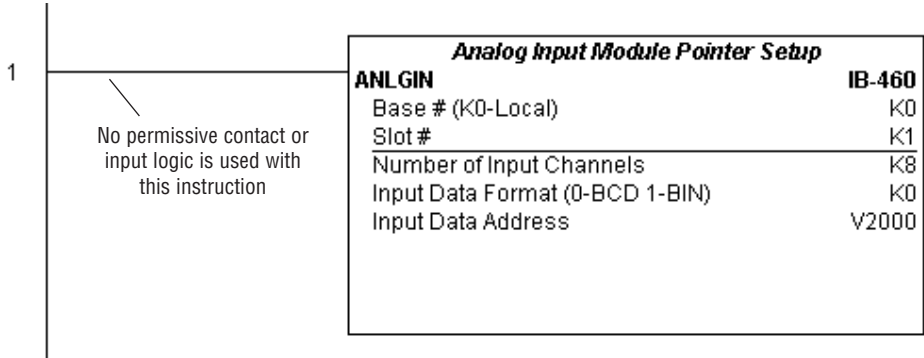 Analog Input Module Pointer Setup
1
ANLGIN IB-460
Base # (K0-Local) K0
Slot # K1
Number of Input Channels K8
Input Data Format (0-BCD 1-BIN) K0
Input Data Address V2000
No permissive contact or
input logic is used with
this instruction